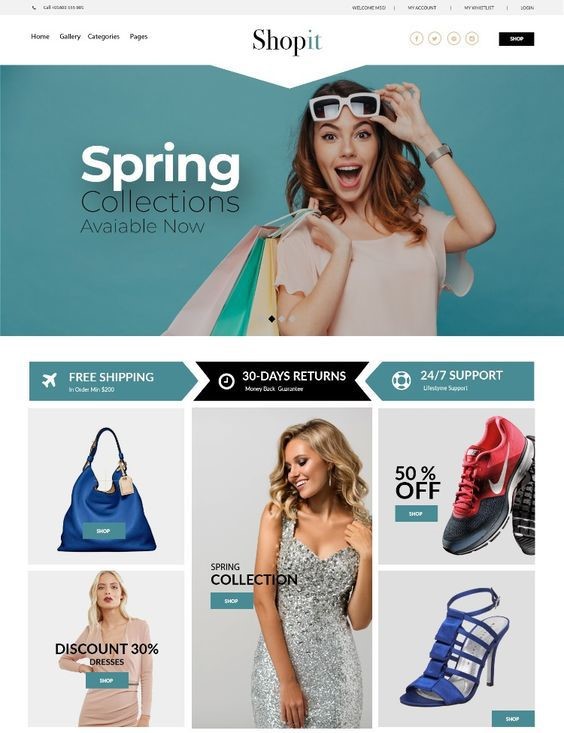 Call +01603 555 001
WELCOME MSG! | MY ACCOUNT | MY WHISTLIST | LOGIN
Home Gallery Categories Pages
Shopit
SHOP
Spring
Collections
Avaiable Now
FREE SHIPPING
In Order Min $200
30-DAYS RETURNS
Money Back Guarantee
24/7 SUPPORT
Lifestyme Support
SHOP
50 %
OFF
SHOP
SPRING
COLLECTION
SHOP
DISCOUNT 30%
DRESSES
SHOP
SHOP